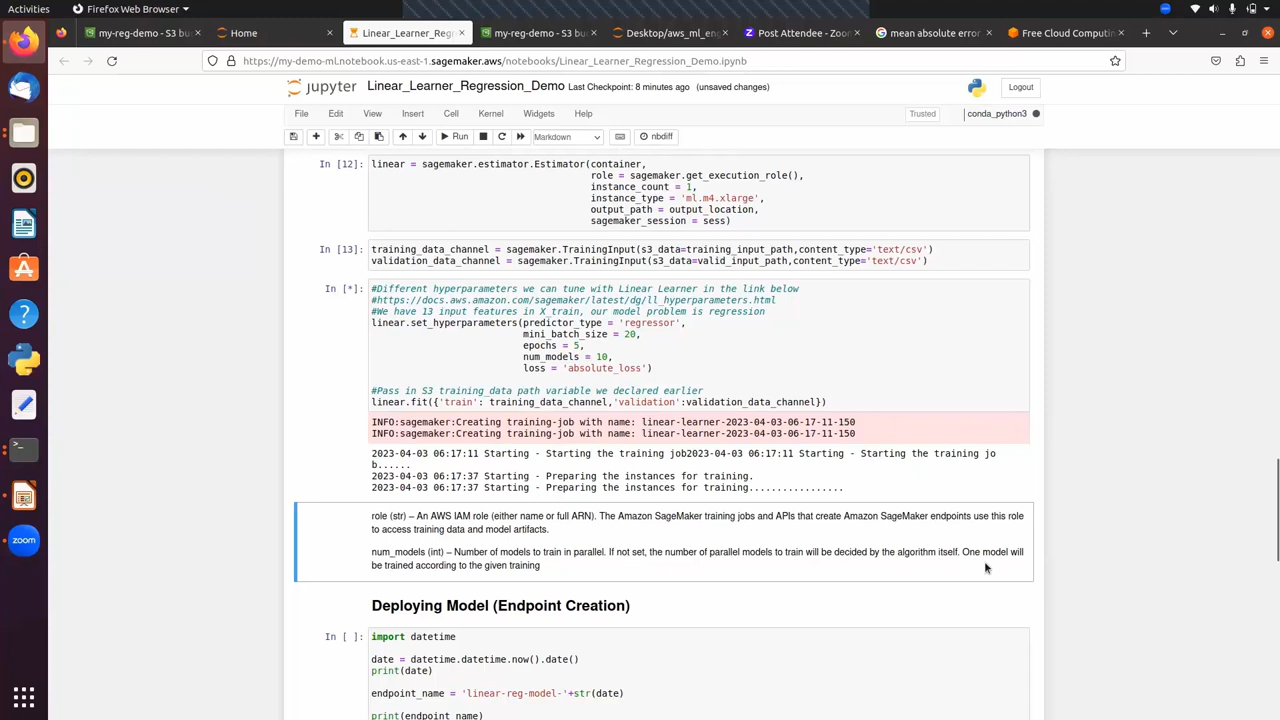 Activities
Firefox Web Browser
my-reg-demo - S3 bu
Home
Linear_Learner_Reg
my-reg-demo - S3 bu
Desktop/aws_ml_eng
Post Attendee - Zoom
mean absolute error
Free Cloud Computin
https://my-demo-ml.notebook.us-east-1.sagemaker.aws/notebooks/Linear_Learner_Regression_Demo.ipynb
jupyter Linear_Learner_Regression_Demo Last Checkpoint: 8 minutes ago (unsaved changes)
Logout
File Edit View Insert Cell Kernel Widgets Help
Trusted
conda_python3
Run
Markdown
nbdiff
In [12]: linear = sagemaker.estimator.Estimator(container,
role = sagemaker.get_execution_role(),
instance_count = 1,
instance_type = 'ml.m4.xlarge',
output_path = output_location,
sagemaker_session = sess)
In [13]: training_data_channel = sagemaker.TrainingInput(s3_data=training_input_path,content_type='text/csv')
validation_data_channel = sagemaker.TrainingInput(s3_data=valid_input_path,content_type='text/csv')
In [*]: #Different hyperparameters we can tune with Linear Learner in the link below
#https://docs.aws.amazon.com/sagemaker/latest/dg/ll_hyperparameters.html
#We have 13 input features in X_train, our model problem is regression
linear.set_hyperparameters(predictor_type = 'regressor',
mini_batch_size = 20,
epochs = 5,
num_models = 10,
loss = 'absolute_loss')
#Pass in S3 training_data path variable we declared earlier
linear.fit({'train': training_data_channel,'validation':validation_data_channel})
INFO:sagemaker:Creating training-job with name: linear-learner-2023-04-03-06-17-11-150
INFO:sagemaker:Creating training-job with name: linear-learner-2023-04-03-06-17-11-150
2023-04-03 06:17:11 Starting - Starting the training job2023-04-03 06:17:11 Starting - Starting the training jo
b......
2023-04-03 06:17:37 Starting - Preparing the instances for training.
2023-04-03 06:17:37 Starting - Preparing the instances for training.................
role (str) – An AWS IAM role (either name or full ARN). The Amazon SageMaker training jobs and APIs that create Amazon SageMaker endpoints use this role
to access training data and model artifacts.
num_models (int) – Number of models to train in parallel. If not set, the number of parallel models to train will be decided by the algorithm itself. One model will
be trained according to the given training
Deploying Model (Endpoint Creation)
In [ ]: import datetime
date = datetime.datetime.now().date()
print(date)
endpoint_name = 'linear-reg-model-'+str(date)
print(endpoint_name)
zoom